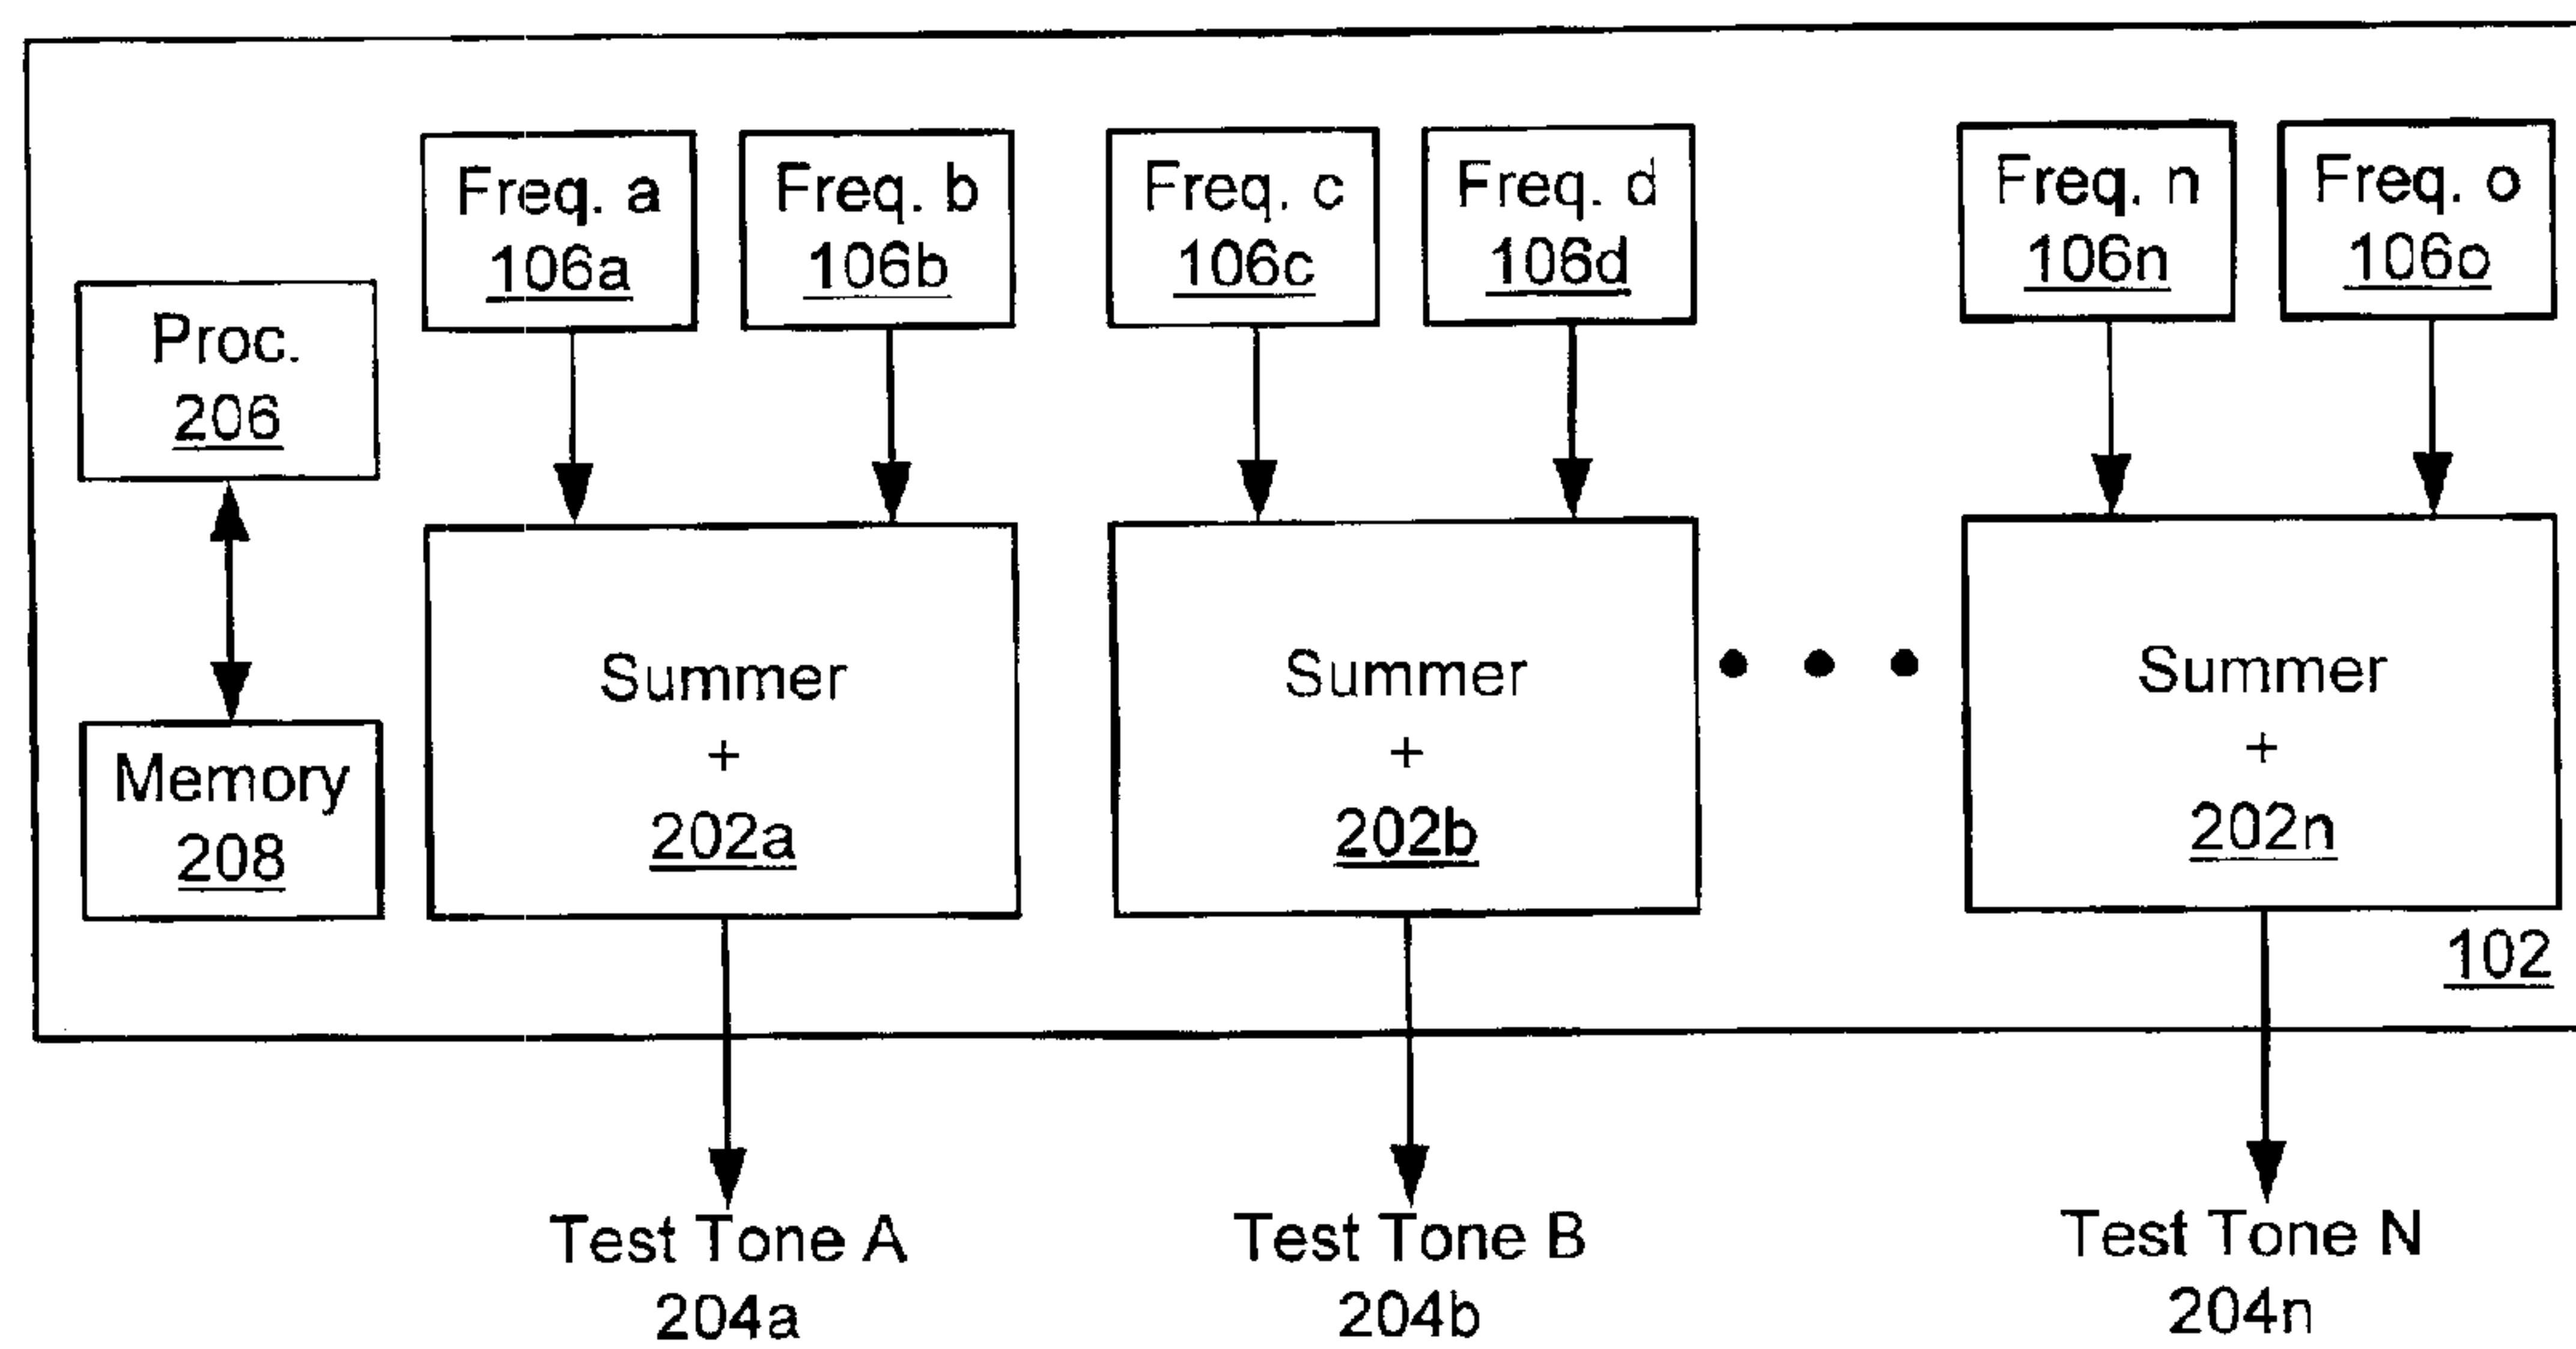 Freq. a
106a
Freq. b
106b
Freq. c
106c
Freq. d
106d
Freq. n
106n
Freq. o
106o
Proc.
206
Memory
208
Summer
+
202a
Summer
+
202b
Summer
+
202n
102
Test Tone A
204a
Test Tone B
204b
Test Tone N
204n